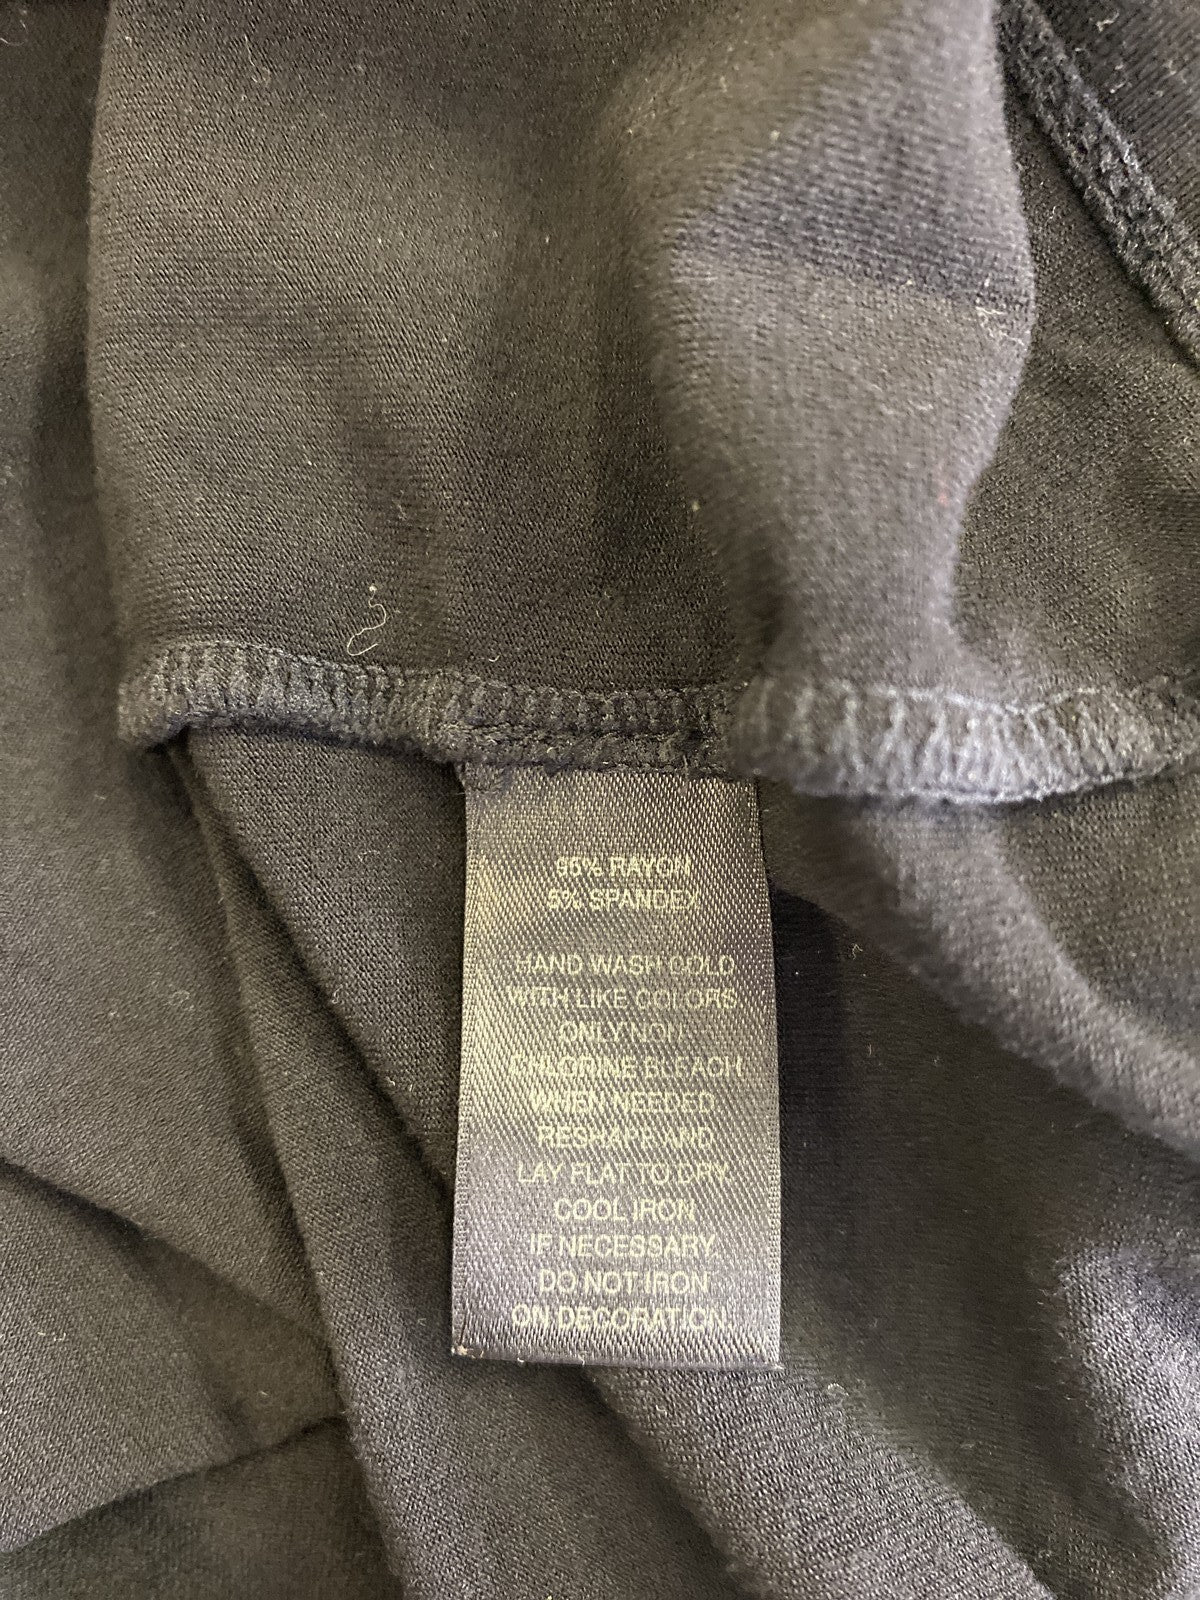 95% RAYON
5% SPANDEX
HAND WASH COLD
WITH LIKE COLORS.
ONLY NON-
CHLORINE BLEACH
WHEN NEEDED.
RESHAPE AND
LAY FLAT TO DRY.
COOL IRON
IF NECESSARY.
DO NOT IRON
ON DECORATION.